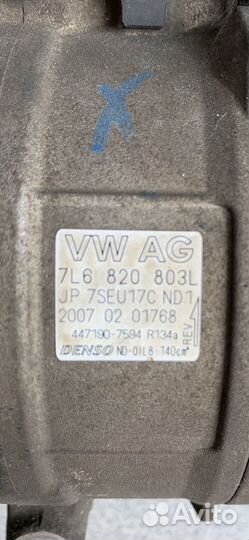 X
VW AG
7L6 820 803L
JP 7SEU17C ND1
2007 02 01768
447190-7594 R134a
DENSO ND-OIL8 140cm³
REV
Avito